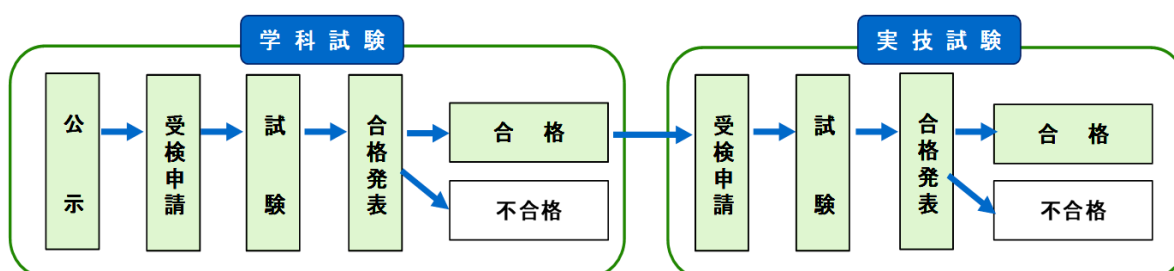 学科試験
公示
受検申請
試験
合格発表
合格
不合格
実技試験
受検申請
試験
合格発表
合格
不合格